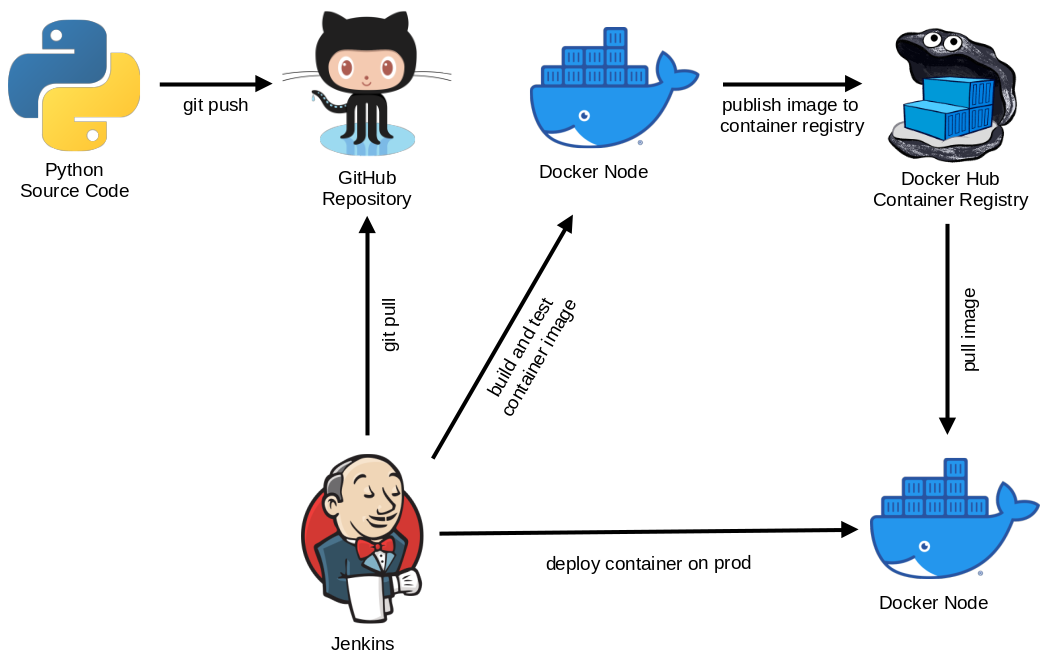 git push
Python
Source Code
GitHub
Repository
Docker Node
publish image to
container registry
Docker Hub
Container Registry
git pull
build and test
container image
pull image
Jenkins
deploy container on prod
Docker Node